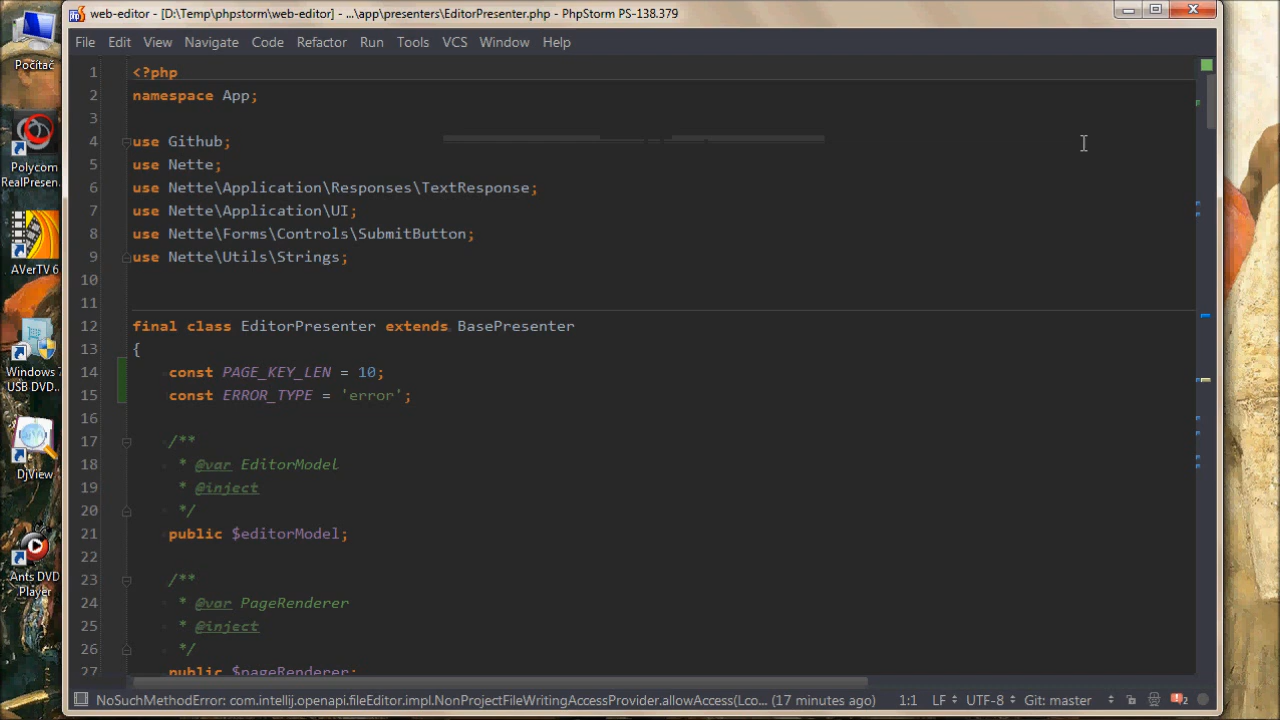 web-editor - [D:\Temp\phpstorm\web-editor] - ...\app\presenters\EditorPresenter.php - PhpStorm PS-138.379
File Edit View Navigate Code Refactor Run Tools VCS Window Help
Počítač
Polycom
RealPresen...
AVerTV 6
Windows 7
USB DVD...
DjView
Ants DVD
Player
1 <?php
2 namespace App;
3
4 use Github;
5 use Nette;
6 use Nette\Application\Responses\TextResponse;
7 use Nette\Application\UI;
8 use Nette\Forms\Controls\SubmitButton;
9 use Nette\Utils\Strings;
10
11
12 final class EditorPresenter extends BasePresenter
13 {
14 const PAGE_KEY_LEN = 10;
15 const ERROR_TYPE = 'error';
16
17 /**
18 * @var EditorModel
19 * @inject
20 */
21 public $editorModel;
22
23 /**
24 * @var PageRenderer
25 * @inject
26 */
27 public $pageRenderer;
NoSuchMethodError: com.intellij.openapi.fileEditor.impl.NonProjectFileWritingAccessProvider.allowAccess(Lco... (17 minutes ago) 1:1 LF UTF-8 Git: master 2